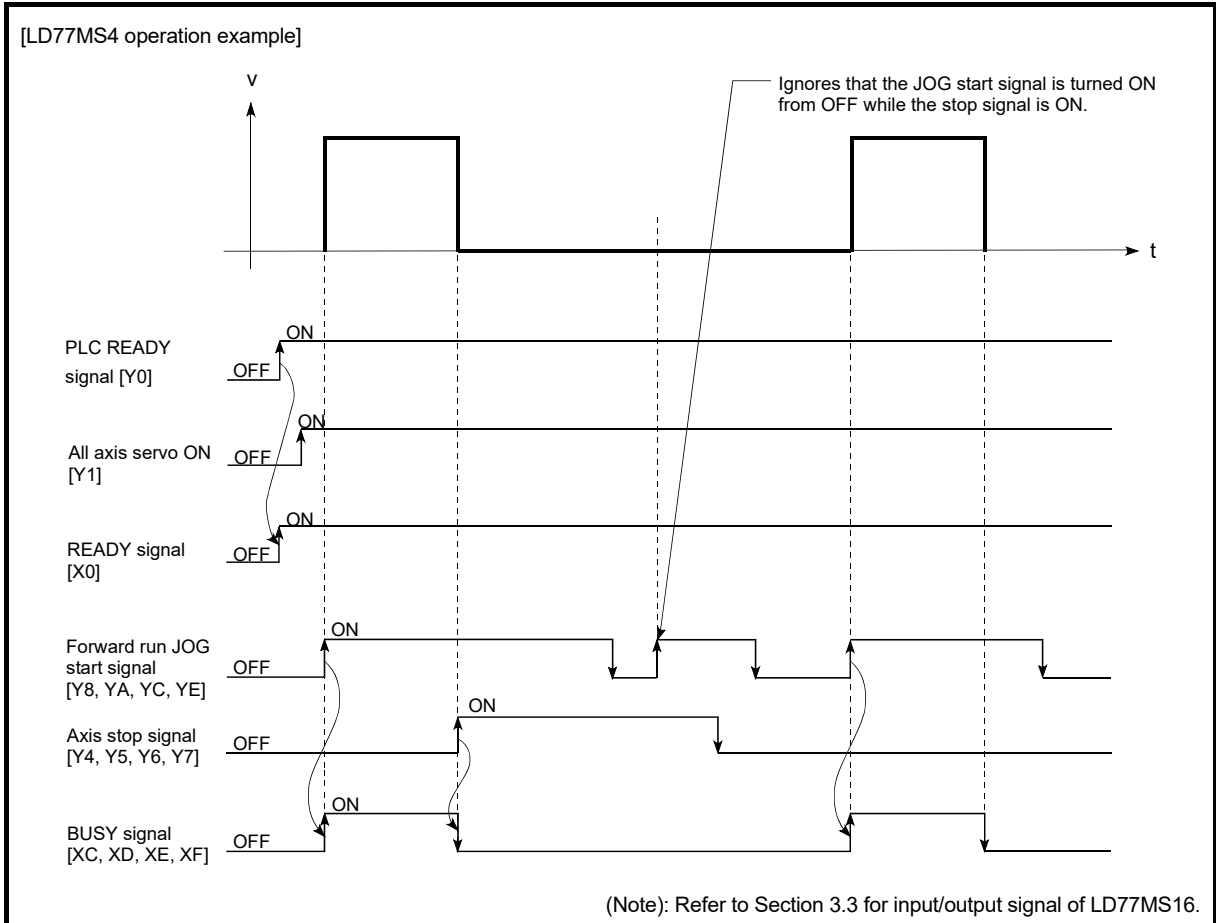 [LD77MS4 operation example]
v
Ignores that the JOG start signal is turned ON
from OFF while the stop signal is ON.
t
ON
PLC READY
signal [Y0]
OFF
ON
All axis servo ON
[Y1]
OFF
ON
READY signal
[X0]
OFF
ON
Forward run JOG
start signal
[Y8, YA, YC, YE]
OFF
ON
Axis stop signal
[Y4, Y5, Y6, Y7]
OFF
ON
BUSY signal
[XC, XD, XE, XF]
OFF
(Note): Refer to Section 3.3 for input/output signal of LD77MS16.